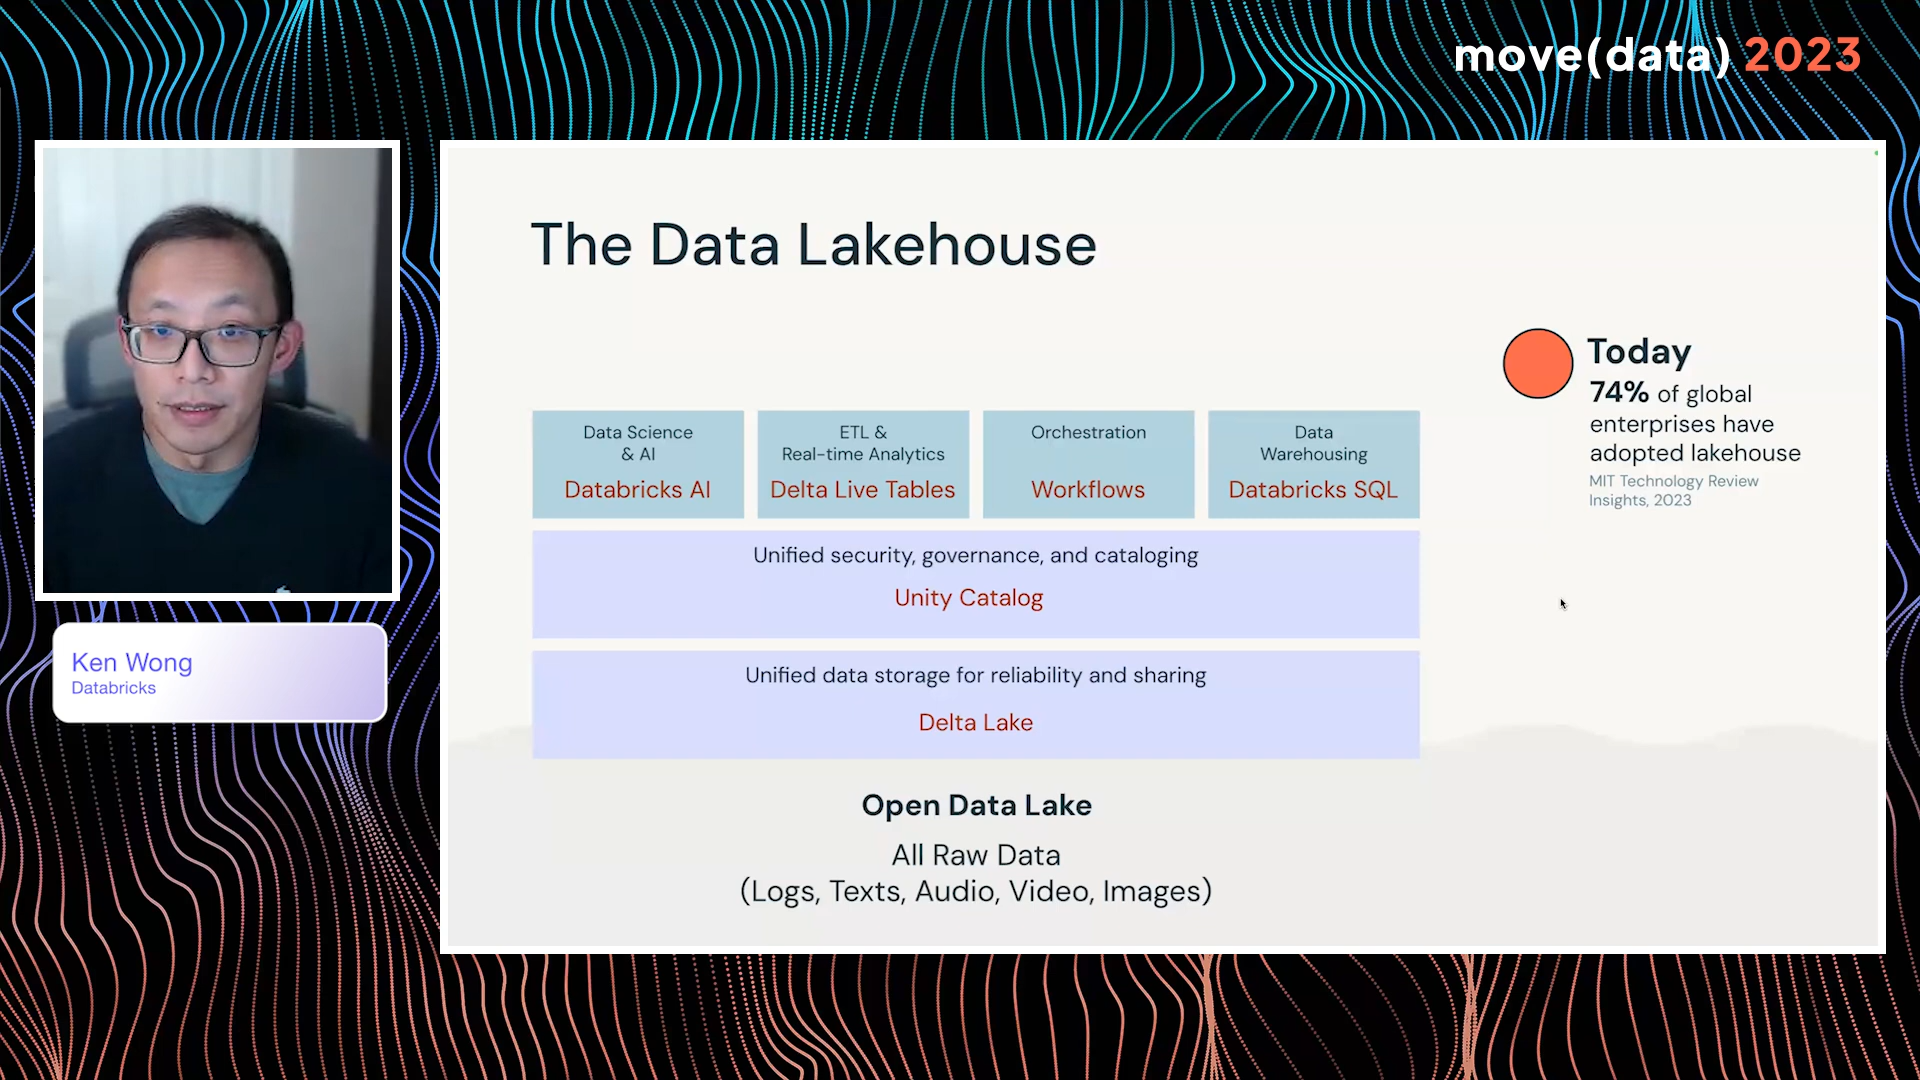 move(data) 2023
The Data Lakehouse
Data Science
& AI
Databricks AI
ETL &
Real-time Analytics
Delta Live Tables
Orchestration
Workflows
Data
Warehousing
Databricks SQL
Unified security, governance, and cataloging
Unity Catalog
Unified data storage for reliability and sharing
Delta Lake
Open Data Lake
All Raw Data
(Logs, Texts, Audio, Video, Images)
Today
74% of global
enterprises have
adopted lakehouse
MIT Technology Review
Insights, 2023
Ken Wong
Databricks